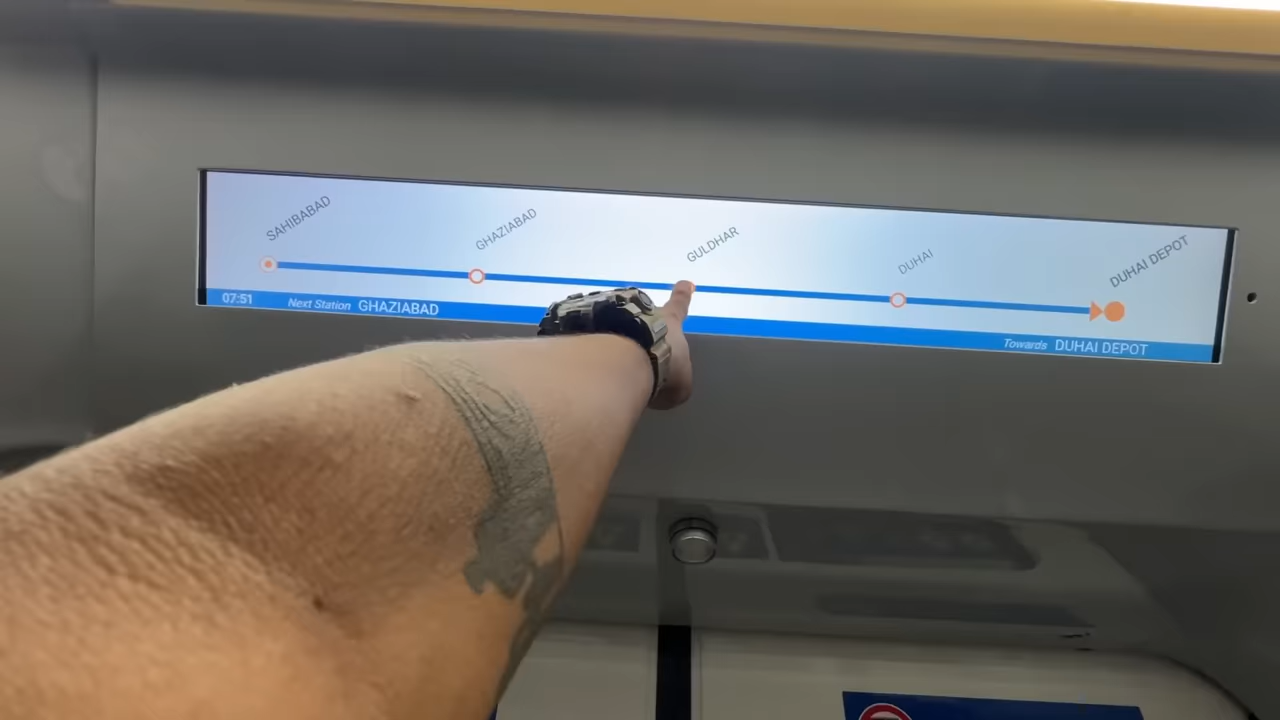 SAHIBABAD
GHAZIABAD
GULDHAR
DUHAI
DUHAI DEPOT
07:51 Next Station GHAZIABAD
Towards DUHAI DEPOT